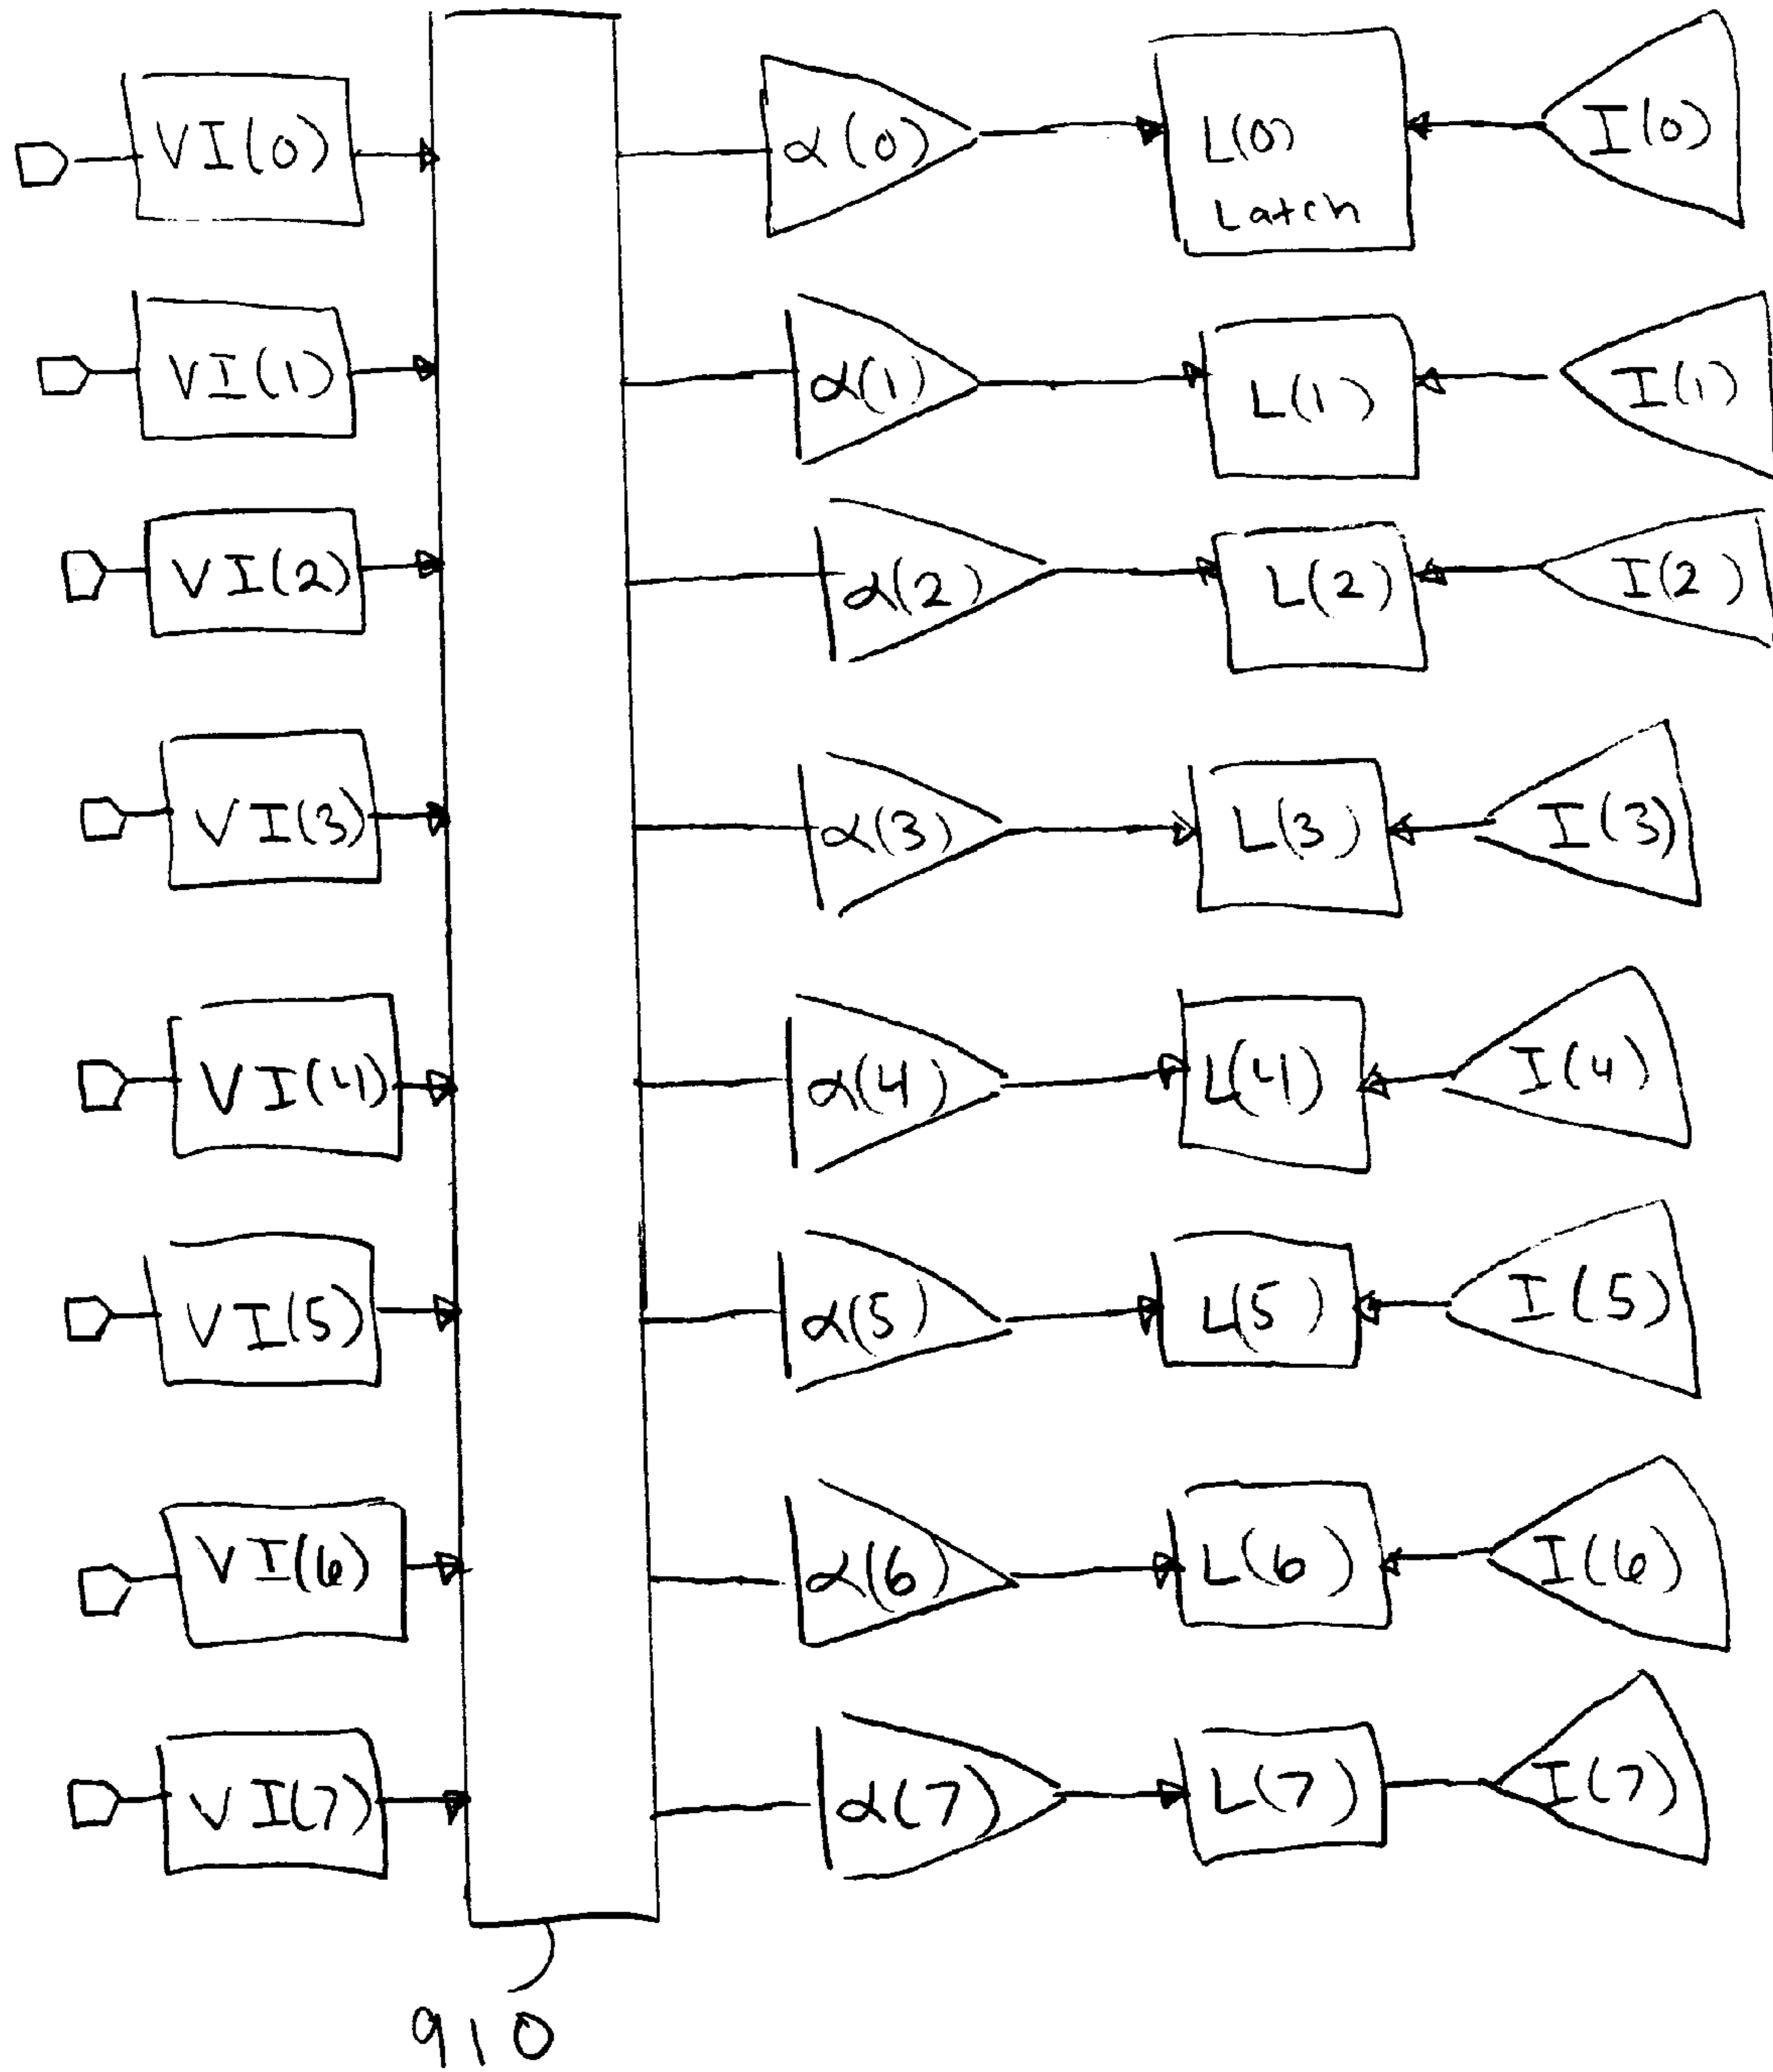 VI(0) α(0) L(0) I(0)
Latch
VI(1) α(1) L(1) I(1)
VI(2) α(2) L(2) I(2)
VI(3) α(3) L(3) I(3)
VI(4) α(4) L(4) I(4)
VI(5) α(5) L(5) I(5)
VI(6) α(6) L(6) I(6)
VI(7) α(7) L(7) I(7)
910